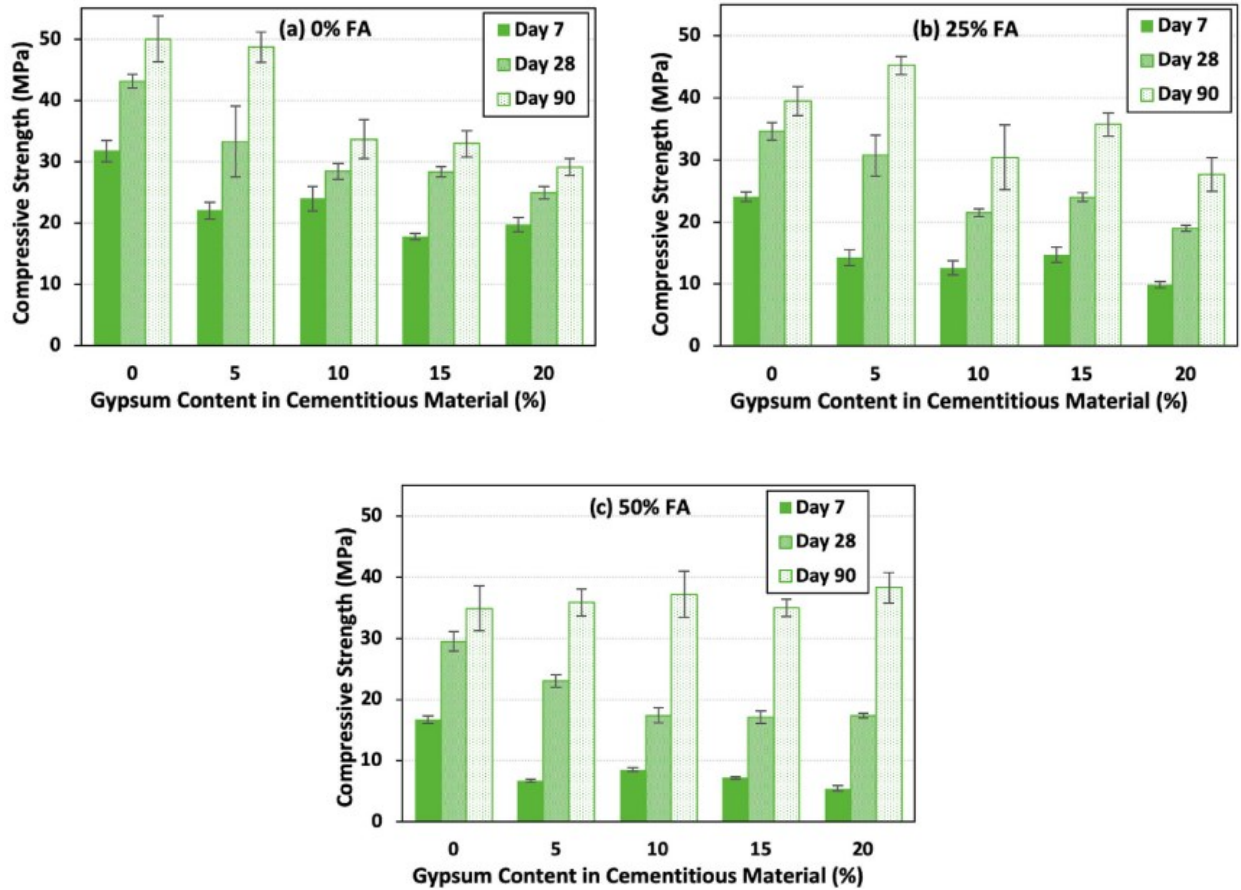 (a) 0% FA
Day 7
Day 28
Day 90
Compressive Strength (MPa)
50
40
30
20
10
0
0 5 10 15 20
Gypsum Content in Cementitious Material (%)
(b) 25% FA
Day 7
Day 28
Day 90
Compressive Strength (MPa)
50
40
30
20
10
0
0 5 10 15 20
Gypsum Content in Cementitious Material (%)
(c) 50% FA
Day 7
Day 28
Day 90
Compressive Strength (MPa)
50
40
30
20
10
0
0 5 10 15 20
Gypsum Content in Cementitious Material (%)